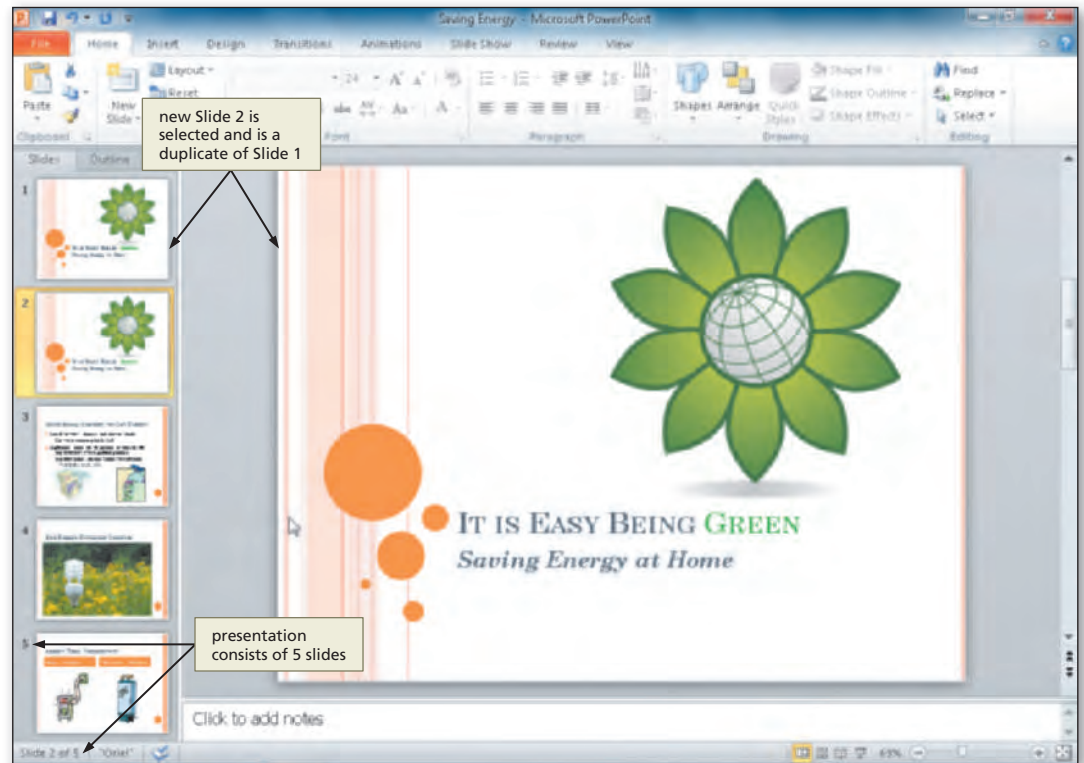 Saving Energy - Microsoft PowerPoint
File Home Insert Design Transitions Animations Slide Show Review View
Layout
Reset
Paste
New Slide
24
Aa
Shapes Arrange Quick Styles
Shape Fill
Shape Outline
Shape Effects
Find
Replace
Select
Clipboard Font Paragraph Drawing Editing
new Slide 2 is
selected and is a
duplicate of Slide 1
Slides Outline
1
2
3
4
5
IT IS EASY BEING GREEN
Saving Energy at Home
presentation
consists of 5 slides
Click to add notes
Slide 2 of 5 "Oriel" 69%